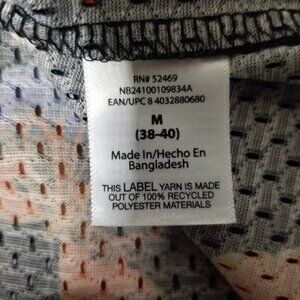 RN# 52469
NB24100109834A
EAN/UPC 8 4032880680
M
(38-40)
Made In/Hecho En
Bangladesh
THIS LABEL YARN IS MADE
OUT OF 100% RECYCLED
POLYESTER MATERIALS